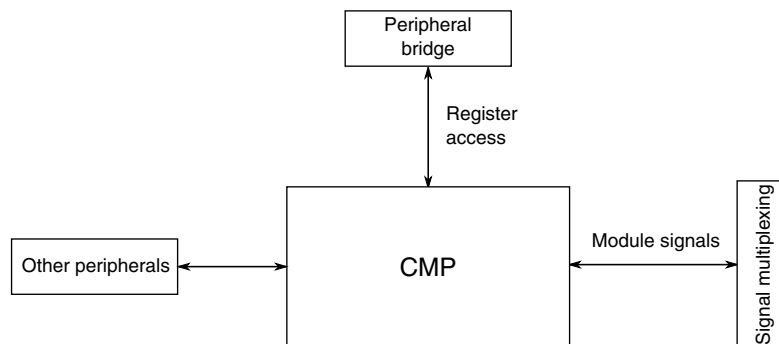 Peripheral
bridge
Register
access
Signal multiplexing
Module signals
Other peripherals
CMP